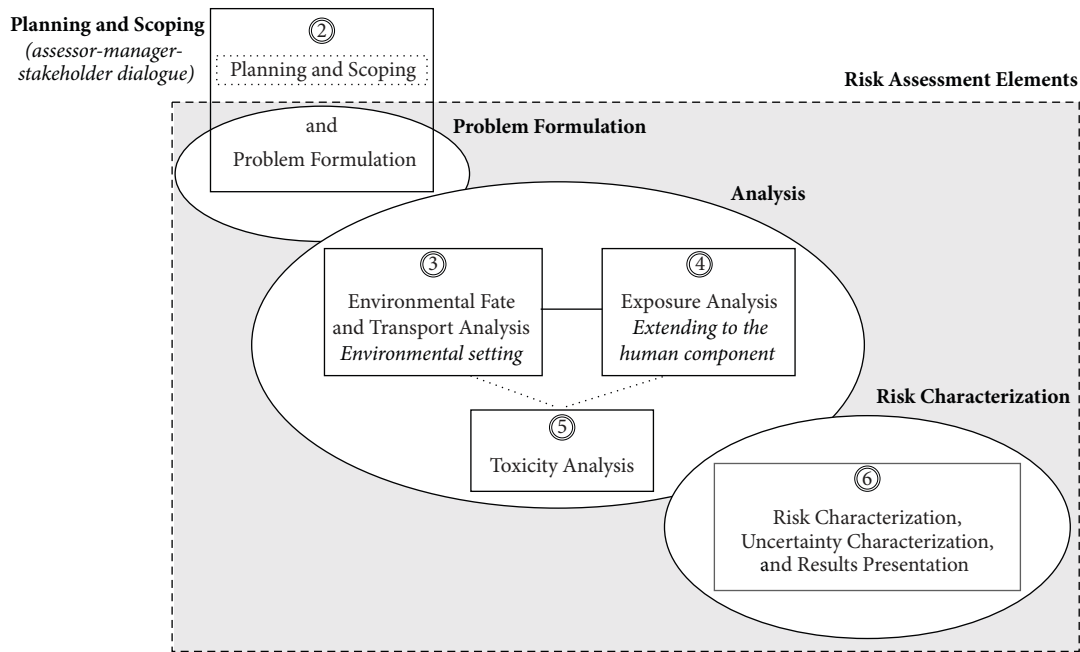 Planning and Scoping
(assessor-manager-
stakeholder dialogue)
②
Planning and Scoping
and
Problem Formulation
Risk Assessment Elements
Problem Formulation
Analysis
③
Environmental Fate
and Transport Analysis
Environmental setting
④
Exposure Analysis
Extending to the
human component
⑤
Toxicity Analysis
Risk Characterization
⑥
Risk Characterization,
Uncertainty Characterization,
and Results Presentation